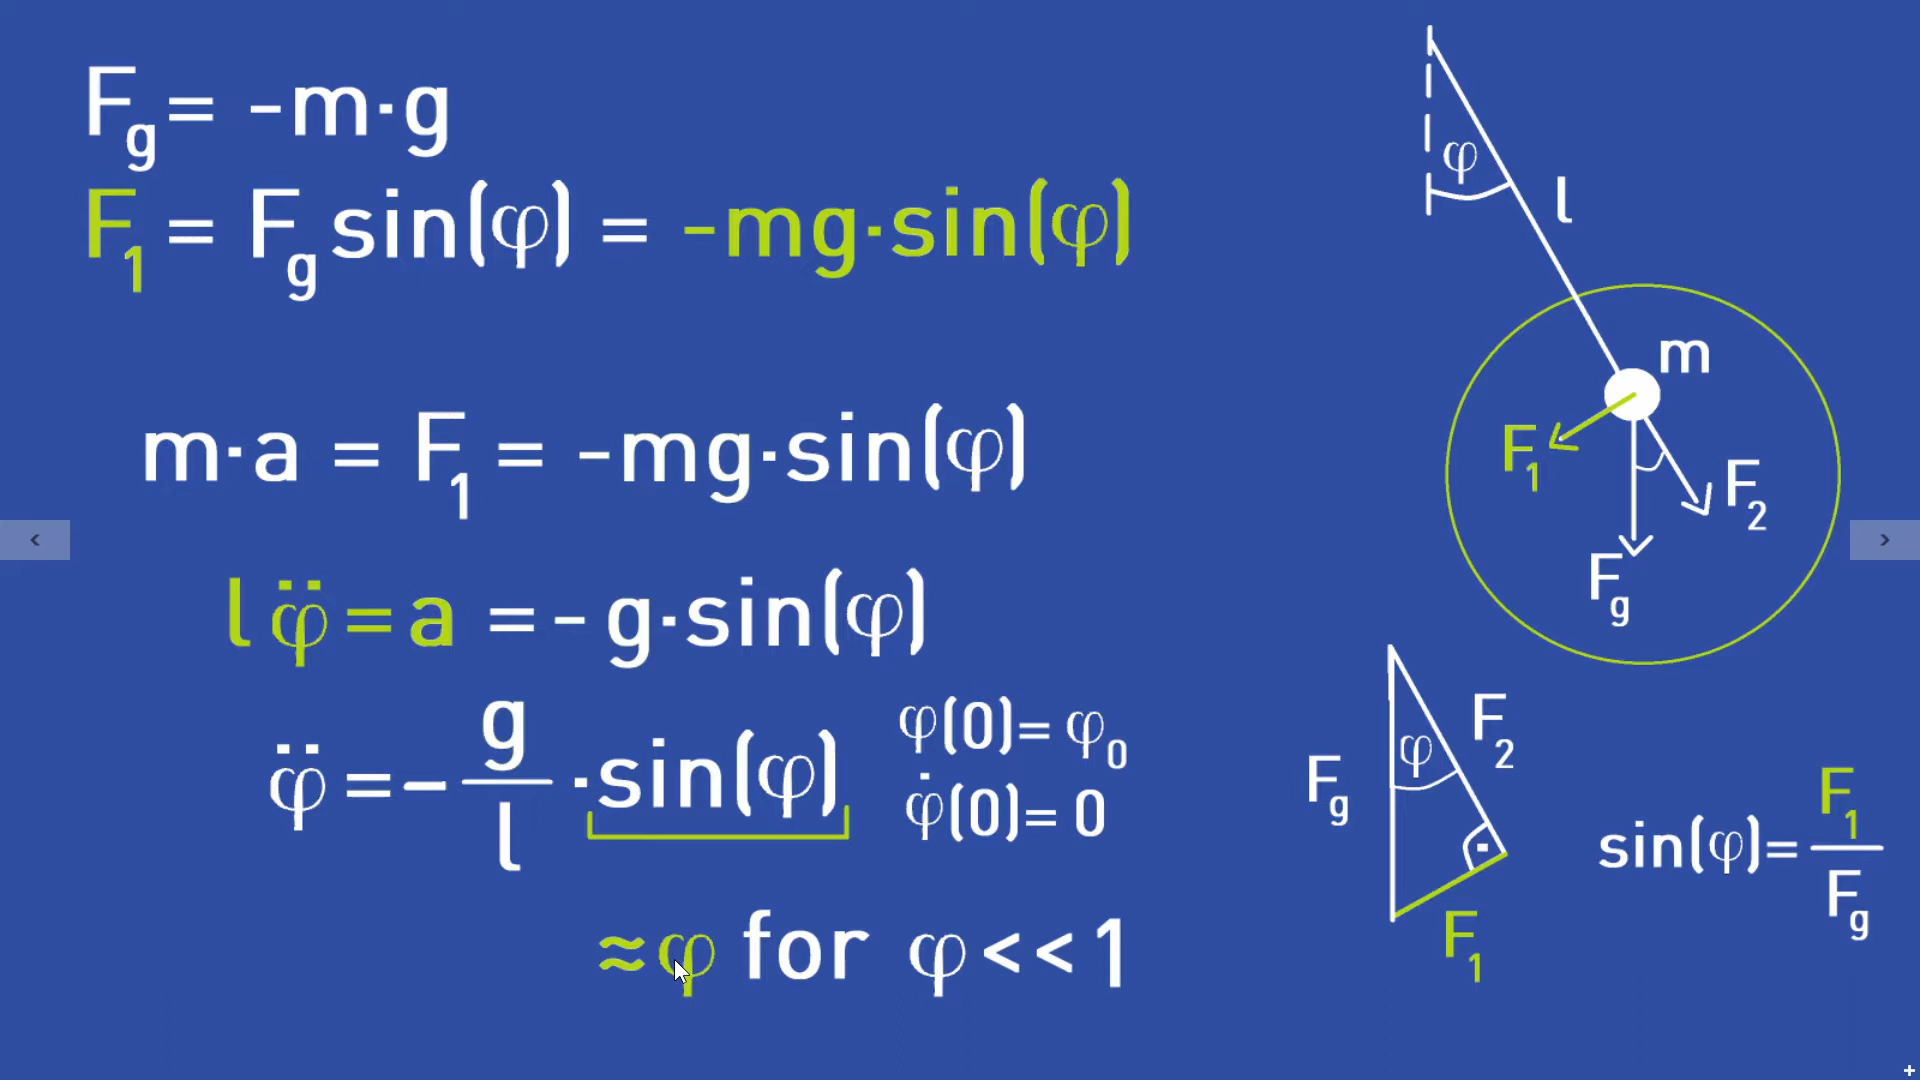 F_g = -m·g
F_1 = F_g sin(φ) = -mg·sin(φ)
m·a = F_1 = -mg·sin(φ)
l φ̈ = a = - g·sin(φ)
φ̈ = - g/l ·sin(φ)
φ(0)= φ_0
φ̇(0)= 0
≈φ for φ<<1
φ
l
m
F_1
F_2
F_g
F_g
φ
F_2
F_1
sin(φ)= F_1/F_g